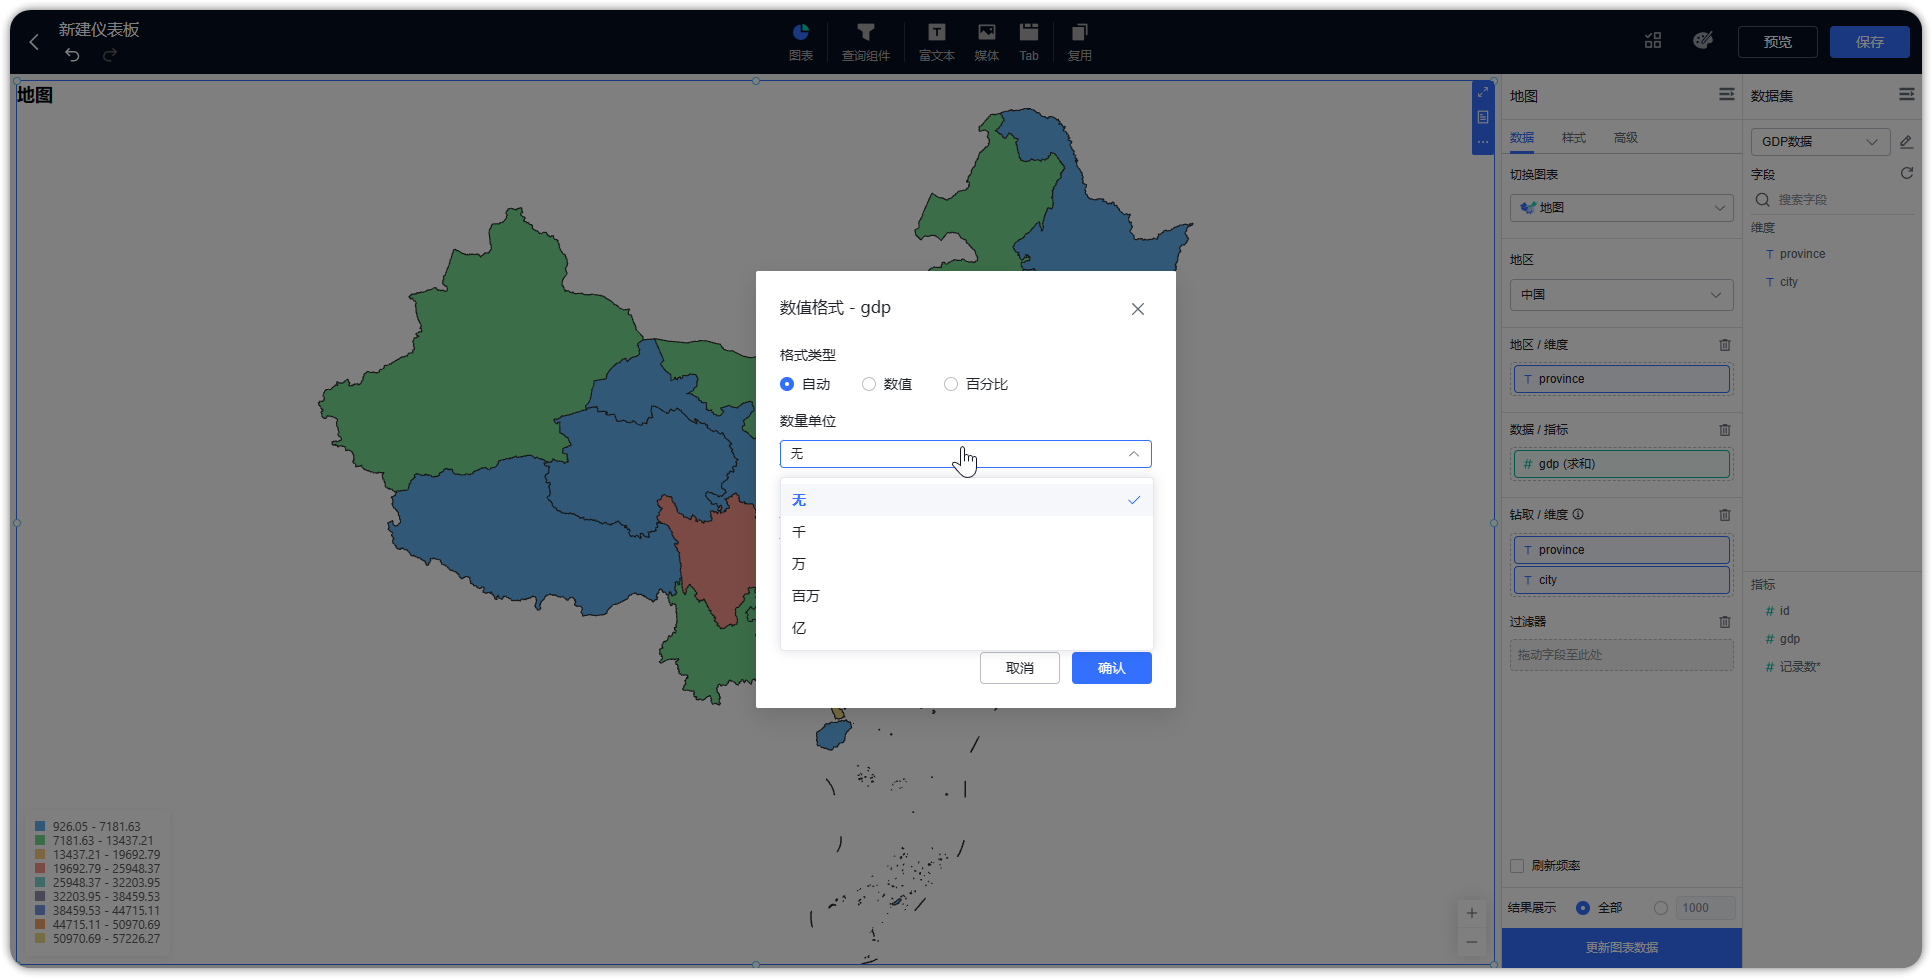 新建仪表板
图表
查询组件
富文本
媒体
Tab
复用
预览
保存
地图
926.05 - 7181.63
7181.63 - 13437.21
13437.21 - 19692.79
19692.79 - 25948.37
25948.37 - 32203.95
32203.95 - 38459.53
38459.53 - 44715.11
44715.11 - 50970.69
50970.69 - 57226.27
数值格式 - gdp
格式类型
自动
数值
百分比
数量单位
无
无
千
万
百万
亿
取消
确认
地图
数据
样式
高级
切换图表
地图
地区
中国
地区 / 维度
T province
数据 / 指标
# gdp (求和)
钻取 / 维度
T province
T city
过滤器
拖动字段至此处
刷新频率
结果展示
全部
1000
更新图表数据
数据集
GDP数据
字段
搜索字段
维度
T province
T city
指标
# id
# gdp
# 记录数*